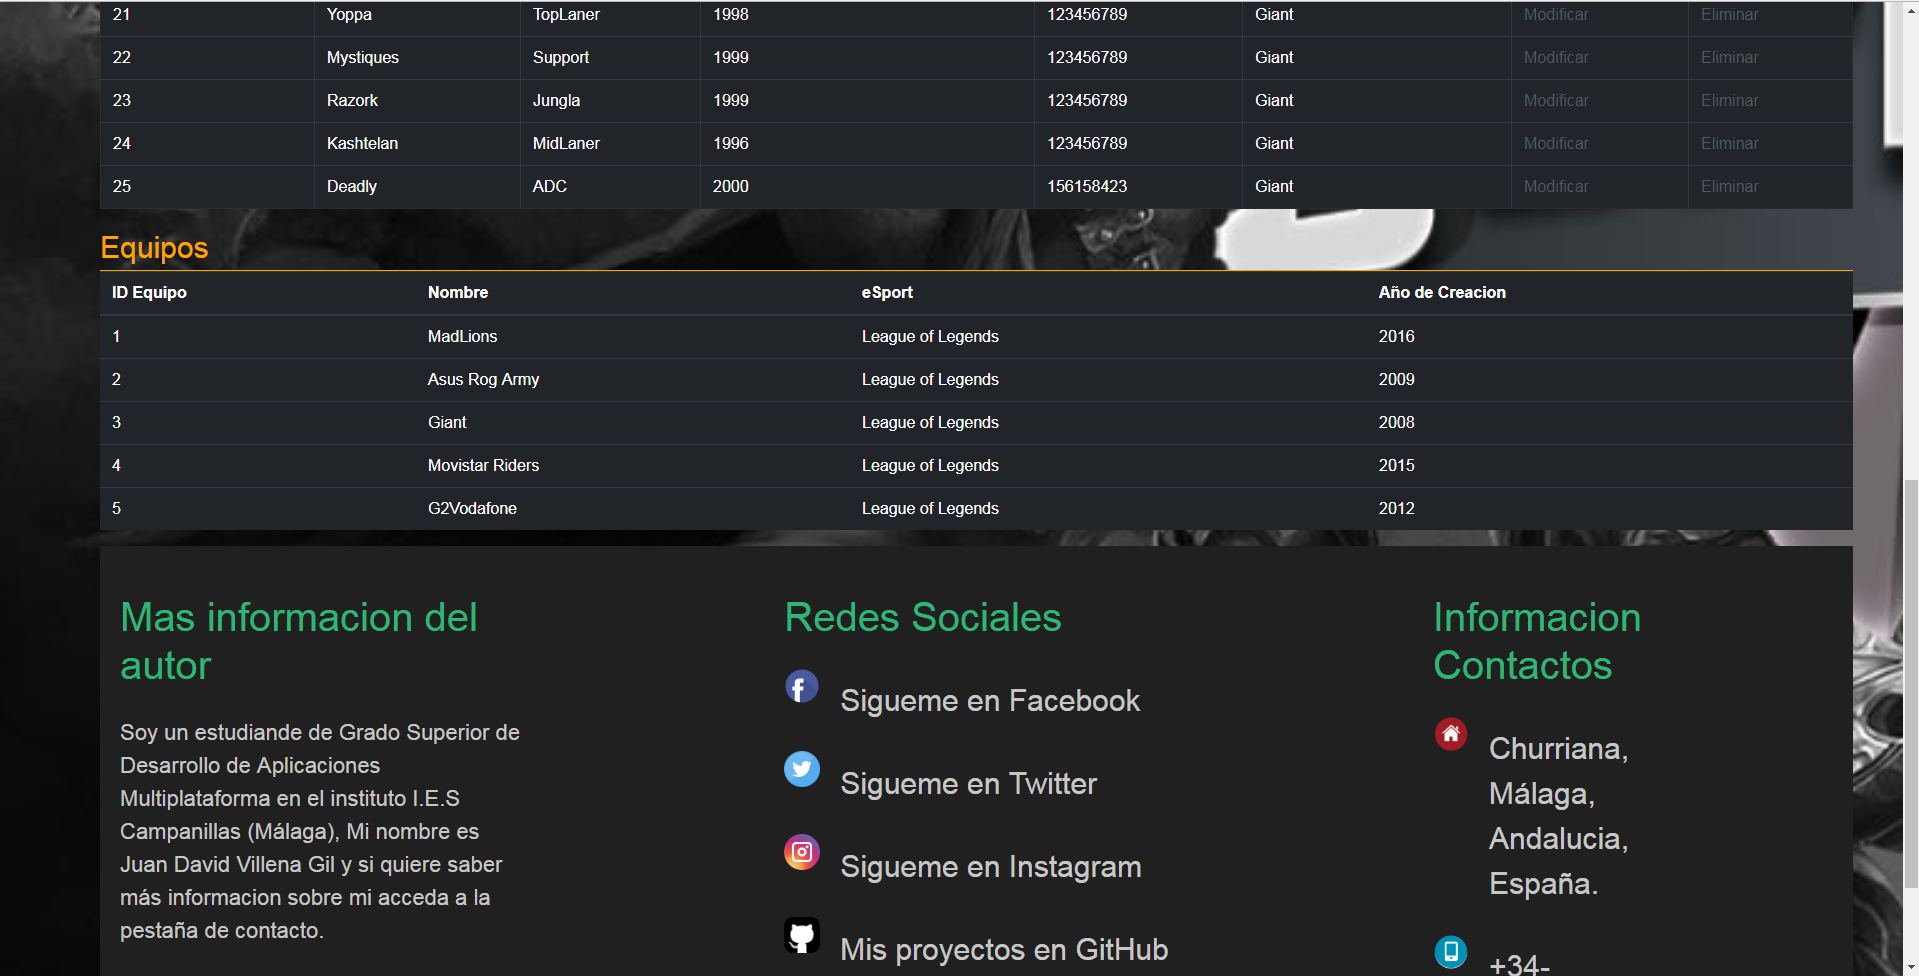 21 Yoppa TopLaner 1998 123456789 Giant Modificar Eliminar
22 Mystiques Support 1999 123456789 Giant Modificar Eliminar
23 Razork Jungla 1999 123456789 Giant Modificar Eliminar
24 Kashtelan MidLaner 1996 123456789 Giant Modificar Eliminar
25 Deadly ADC 2000 156158423 Giant Modificar Eliminar
Equipos
ID Equipo Nombre eSport Año de Creacion
1 MadLions League of Legends 2016
2 Asus Rog Army League of Legends 2009
3 Giant League of Legends 2008
4 Movistar Riders League of Legends 2015
5 G2Vodafone League of Legends 2012
Mas informacion del
autor
Soy un estudiande de Grado Superior de
Desarrollo de Aplicaciones
Multiplataforma en el instituto I.E.S
Campanillas (Málaga), Mi nombre es
Juan David Villena Gil y si quiere saber
más informacion sobre mi acceda a la
pestaña de contacto.
Redes Sociales
Sigueme en Facebook
Sigueme en Twitter
Sigueme en Instagram
Mis proyectos en GitHub
Informacion
Contactos
Churriana,
Málaga,
Andalucia,
España.
+34-